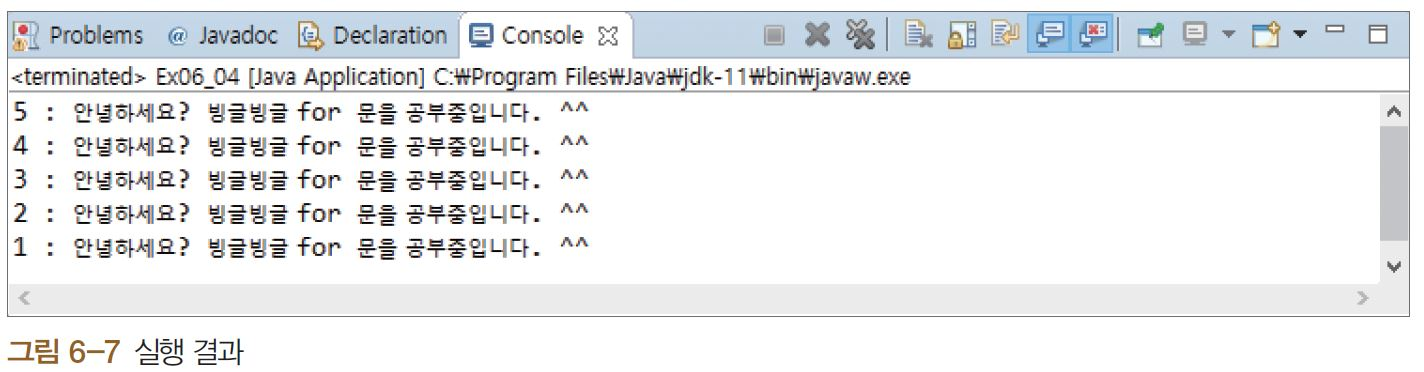 Problems @ Javadoc Declaration Console
<terminated> Ex06_04 [Java Application] C:₩Program Files₩Java₩jdk-11₩bin₩javaw.exe
5 : 안녕하세요? 빙글빙글 for 문을 공부중입니다. ^^
4 : 안녕하세요? 빙글빙글 for 문을 공부중입니다. ^^
3 : 안녕하세요? 빙글빙글 for 문을 공부중입니다. ^^
2 : 안녕하세요? 빙글빙글 for 문을 공부중입니다. ^^
1 : 안녕하세요? 빙글빙글 for 문을 공부중입니다. ^^
그림 6-7 실행 결과